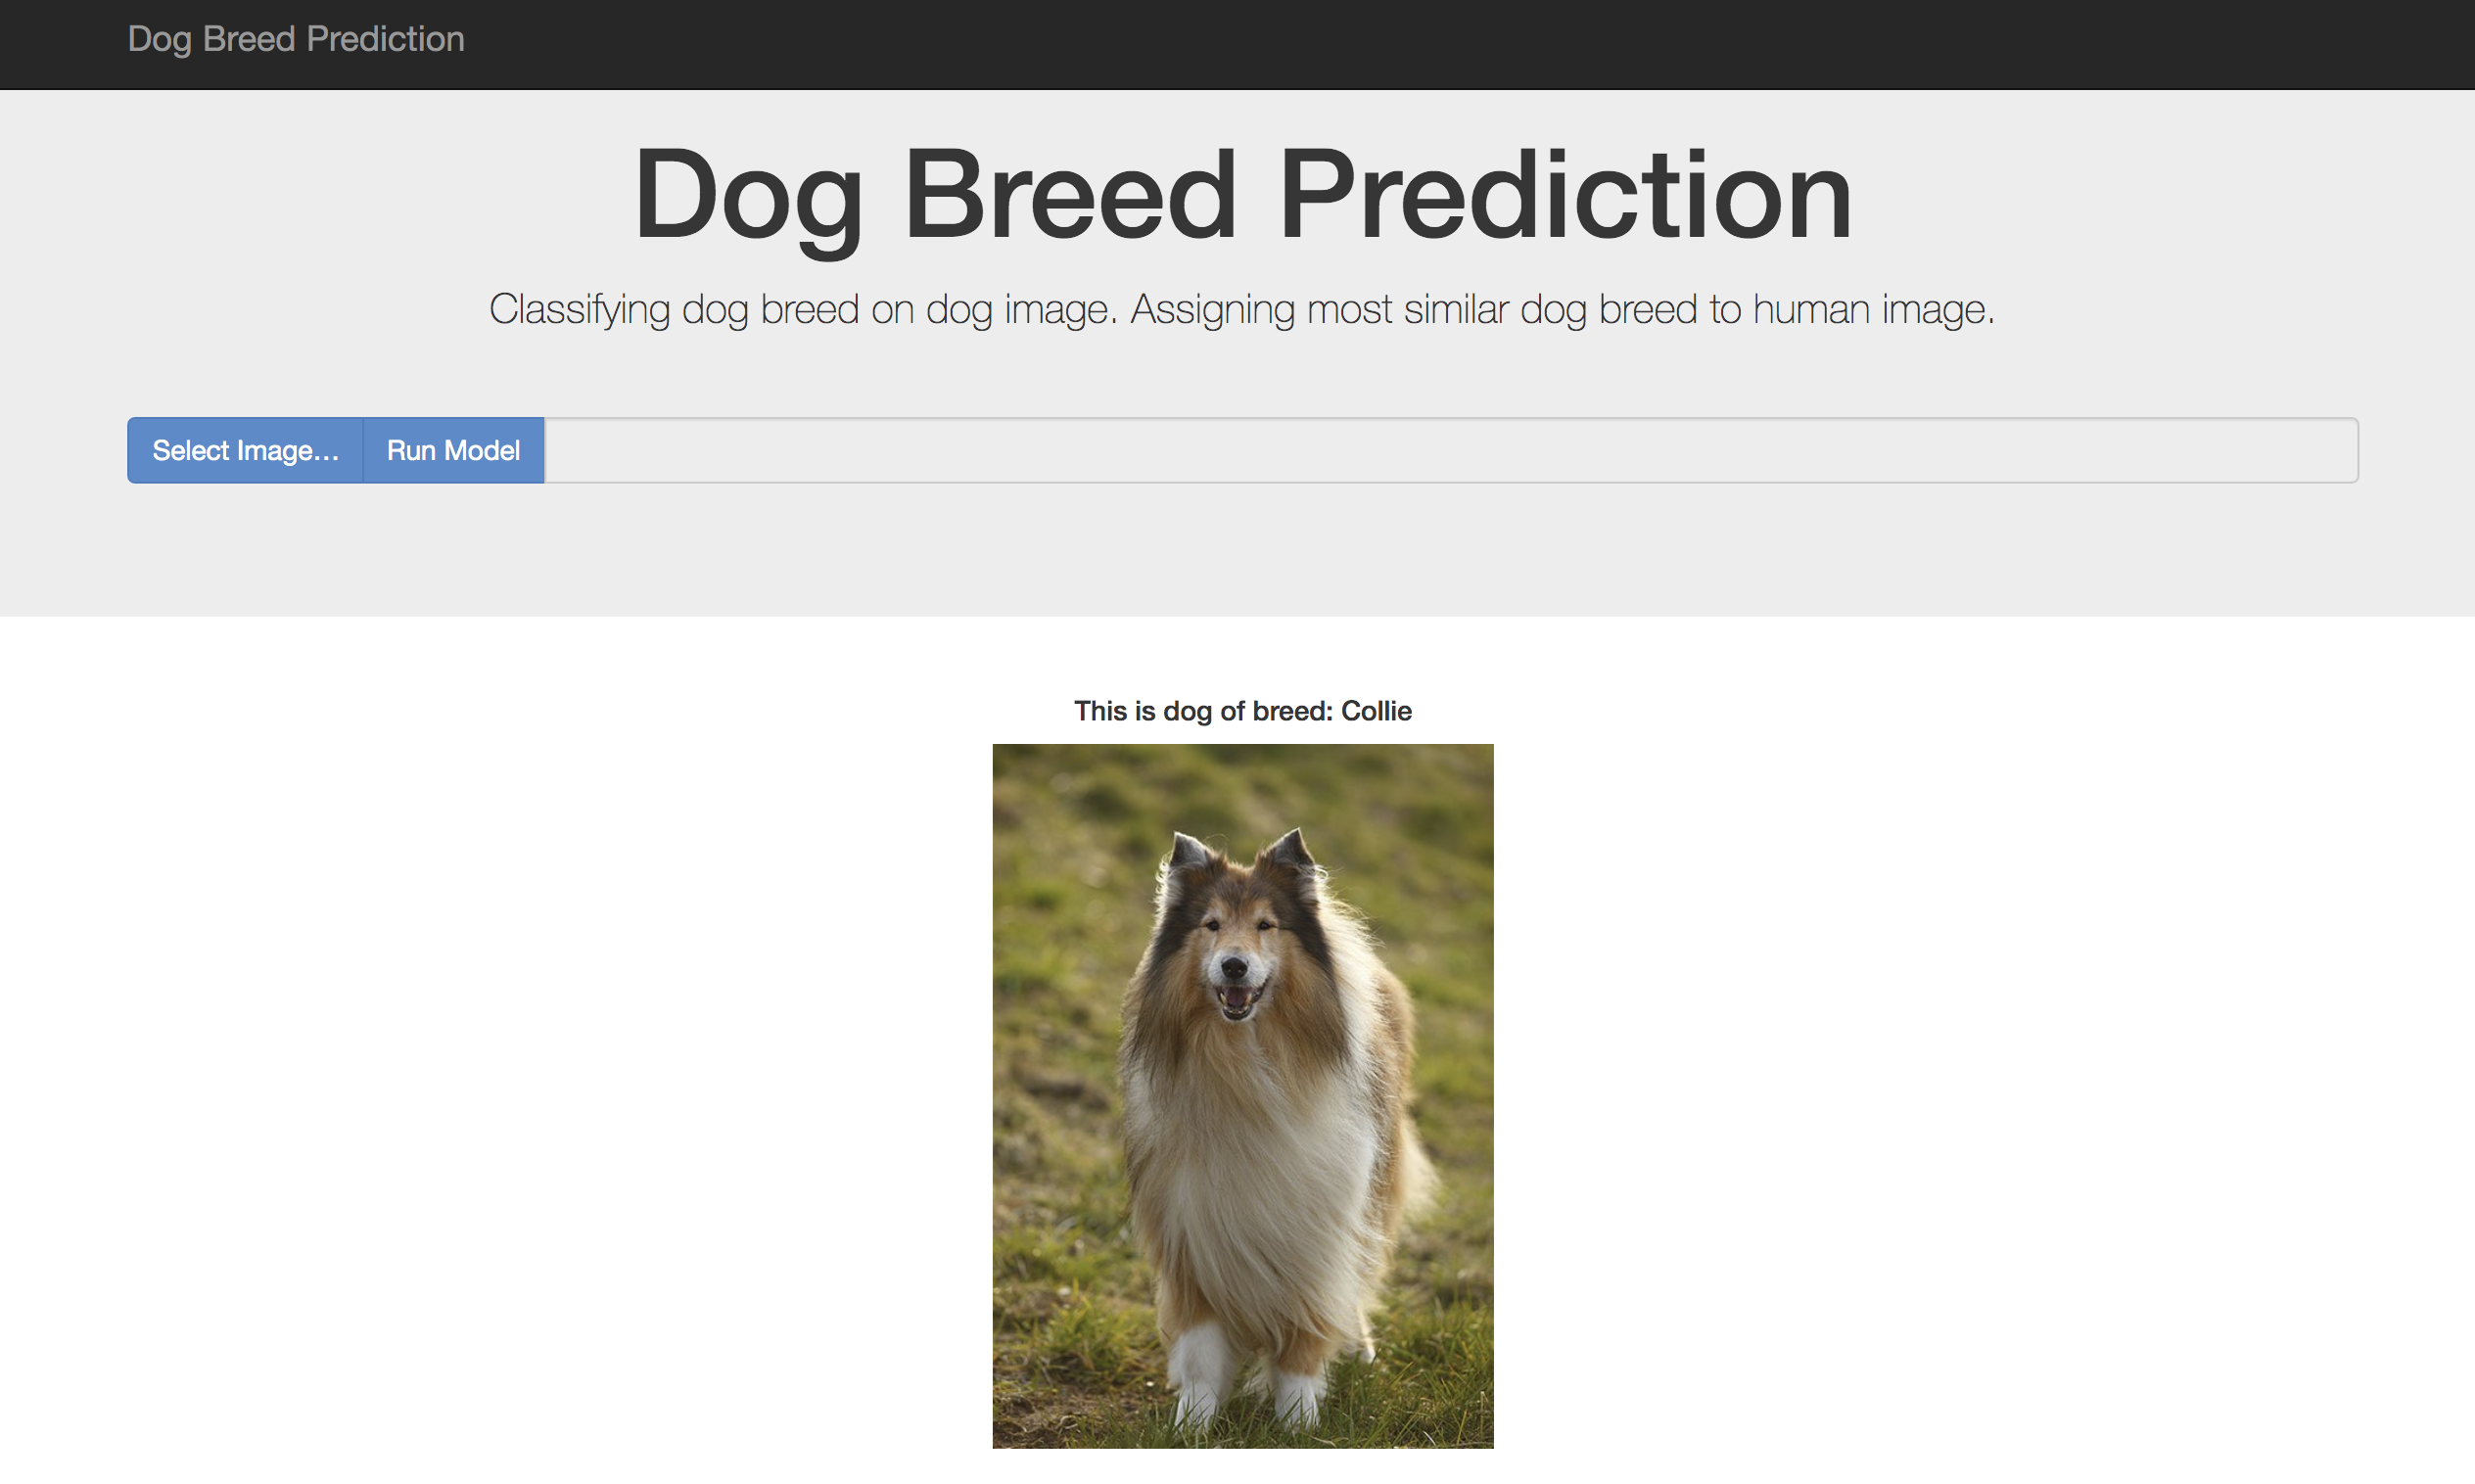 Dog Breed Prediction
Dog Breed Prediction
Classifying dog breed on dog image. Assigning most similar dog breed to human image.
Select Image... Run Model
This is dog of breed: Collie